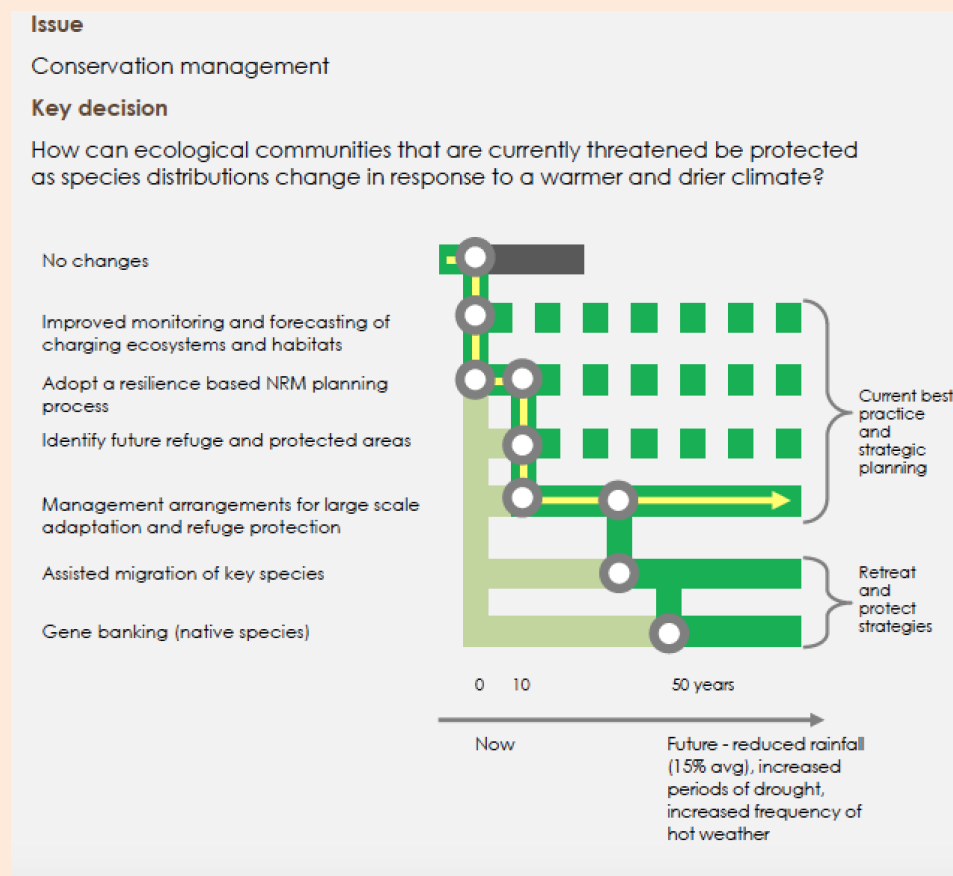 Issue
Conservation management
Key decision
How can ecological communities that are currently threatened be protected
as species distributions change in response to a warmer and drier climate?
No changes
Improved monitoring and forecasting of
charging ecosystems and habitats
Adopt a resilience based NRM planning
process
Identify future refuge and protected areas
Management arrangements for large scale
adaptation and refuge protection
Assisted migration of key species
Gene banking (native species)
Current best
practice
and
strategic
planning
Retreat
and
protect
strategies
0 10 50 years
Now
Future - reduced rainfall
(15% avg), increased
periods of drought,
increased frequency of
hot weather